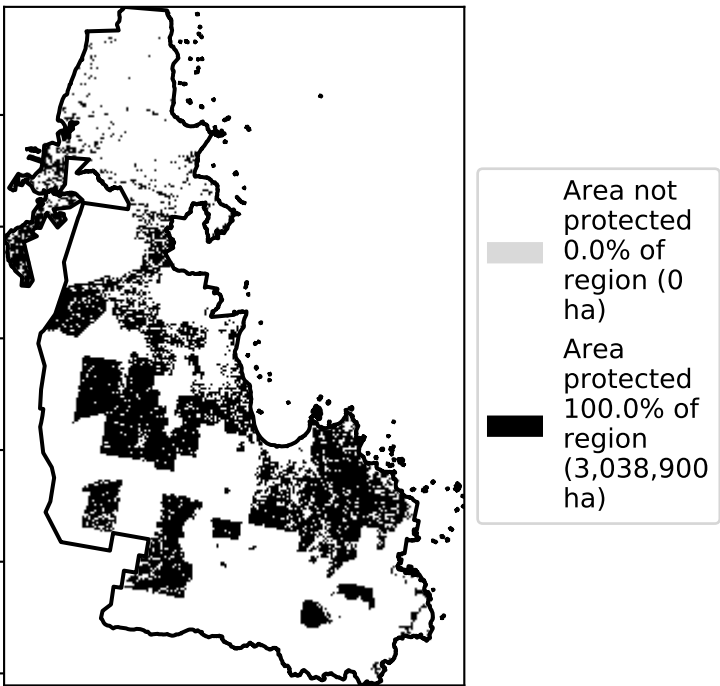 Area not
protected
0.0% of
region (0
ha)
Area
protected
100.0% of
region
(3,038,900
ha)